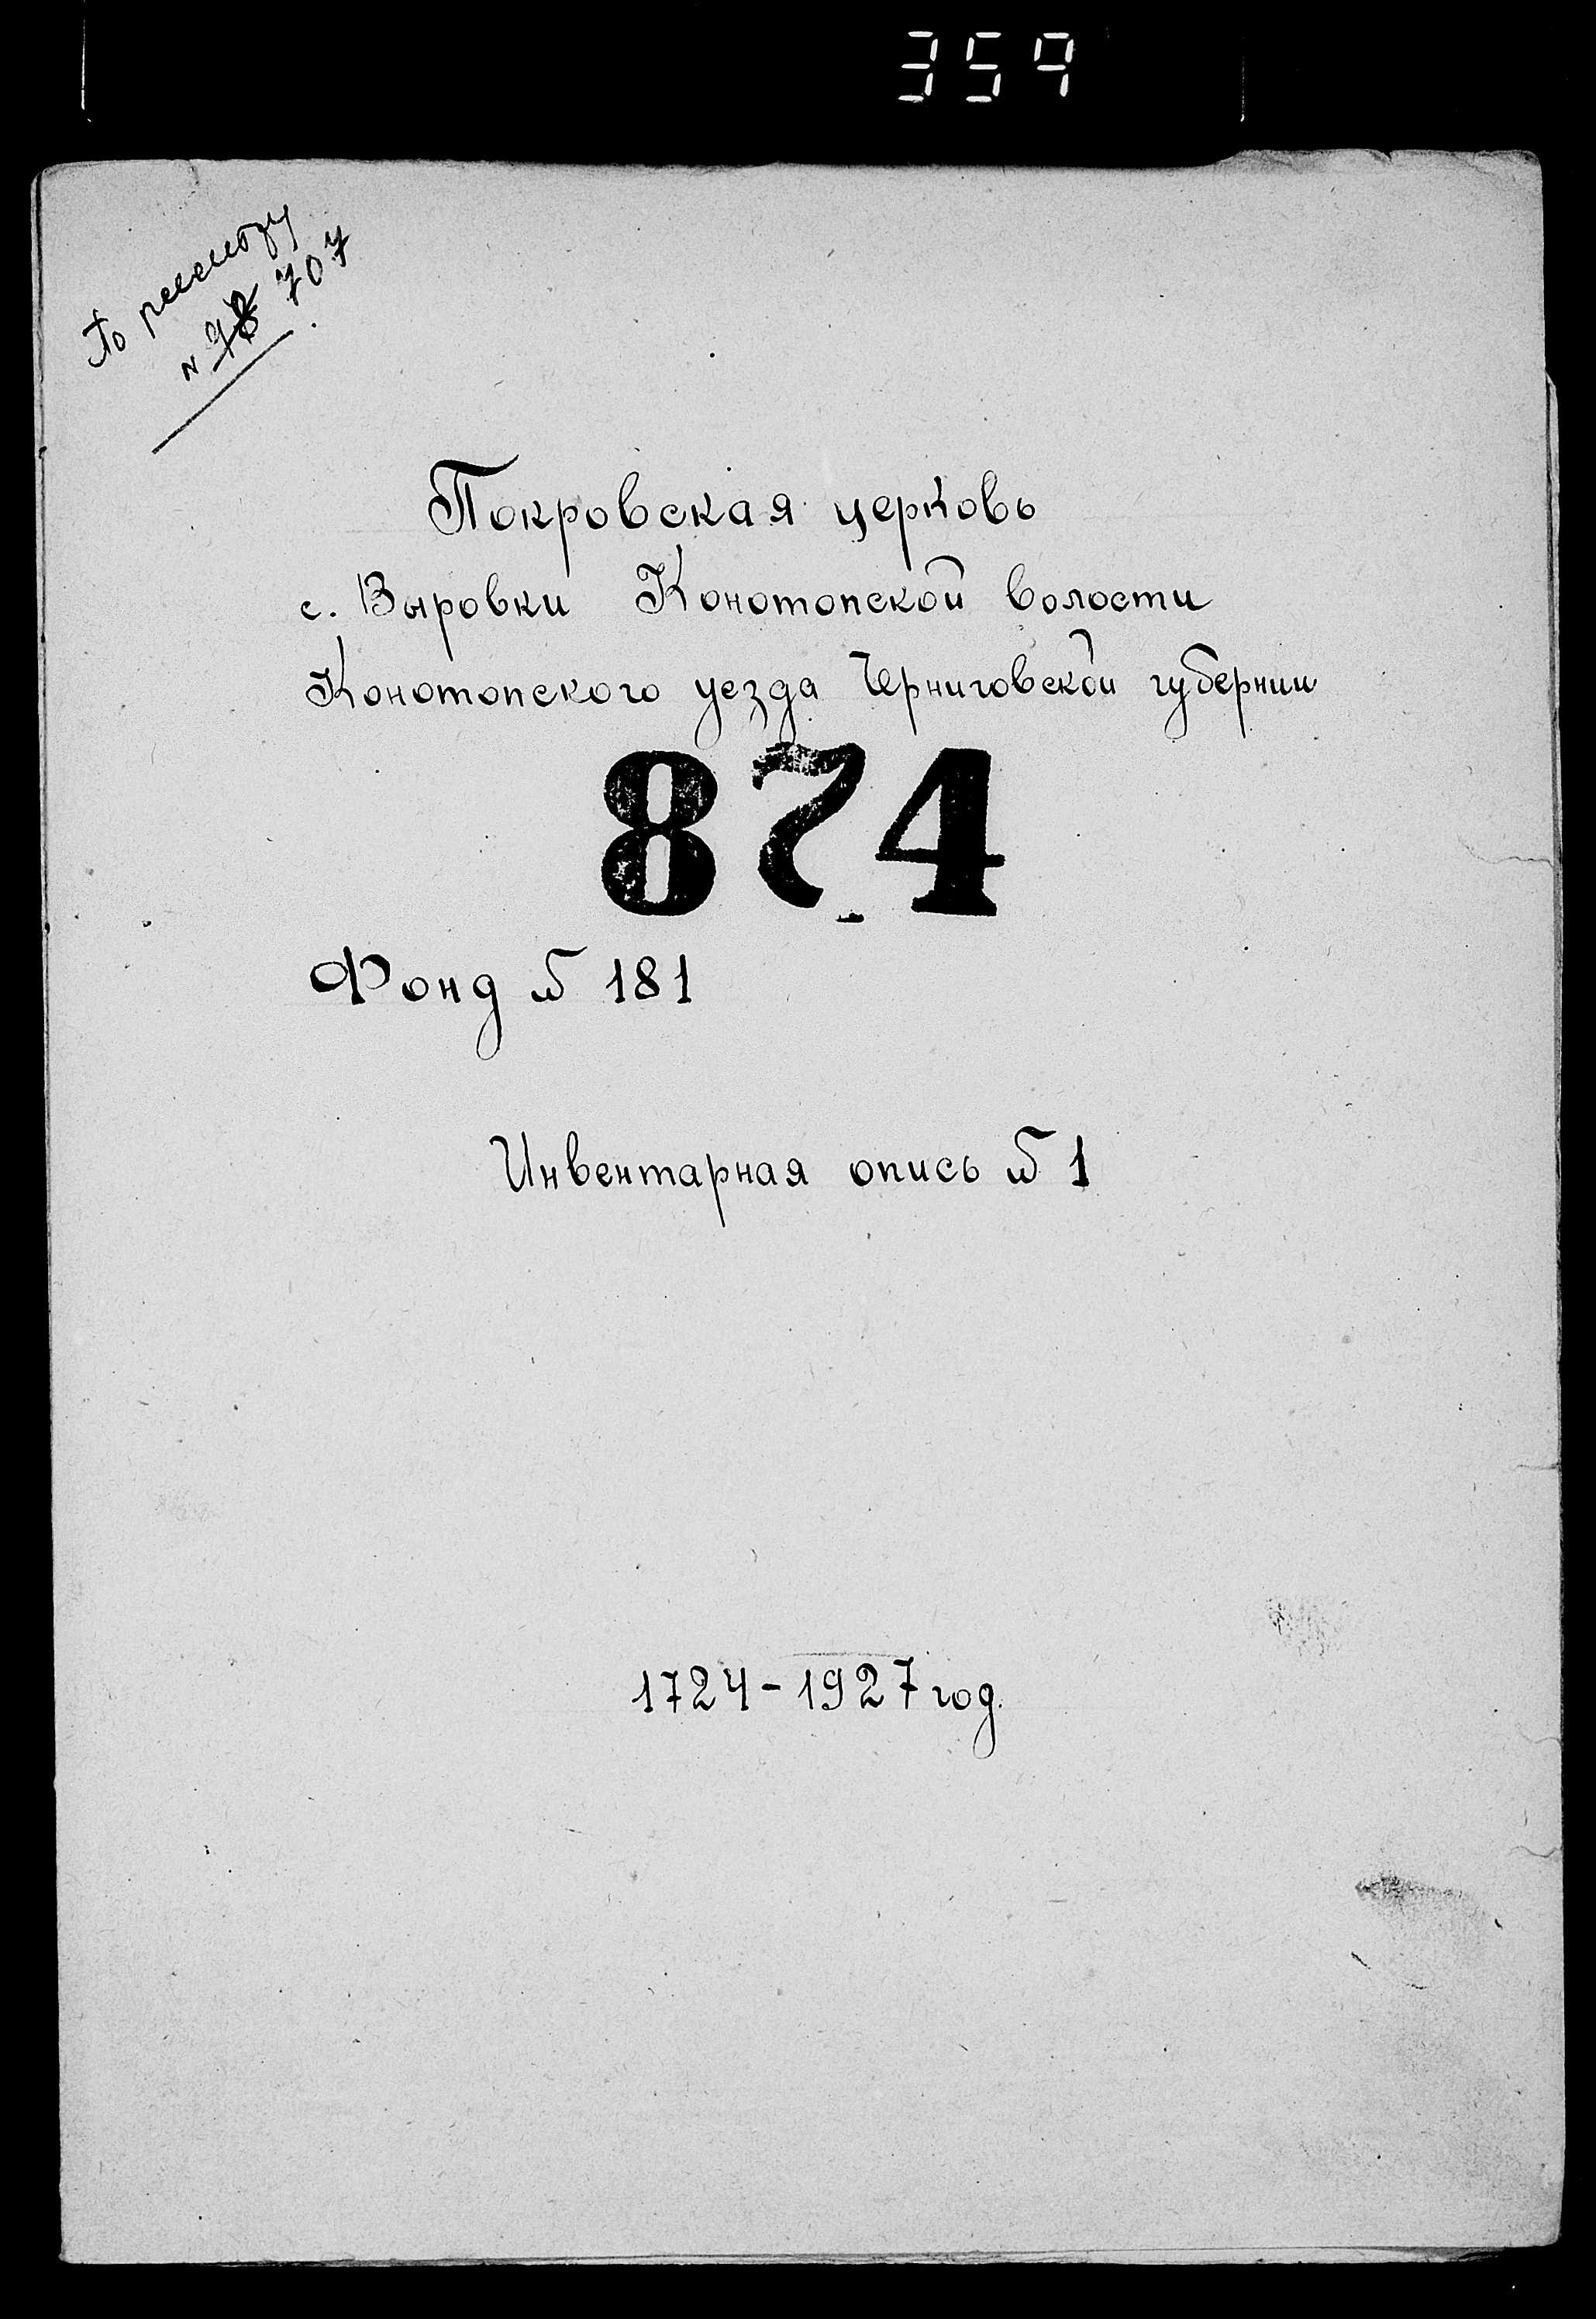 359
По реестру
№ 98 707
Покровская церковь
с. Выровки Конотопской волости
Конотопского уезда Черниговской губернии
874
Фонд № 181
Инвентарная опись № 1
1724-1927 год.